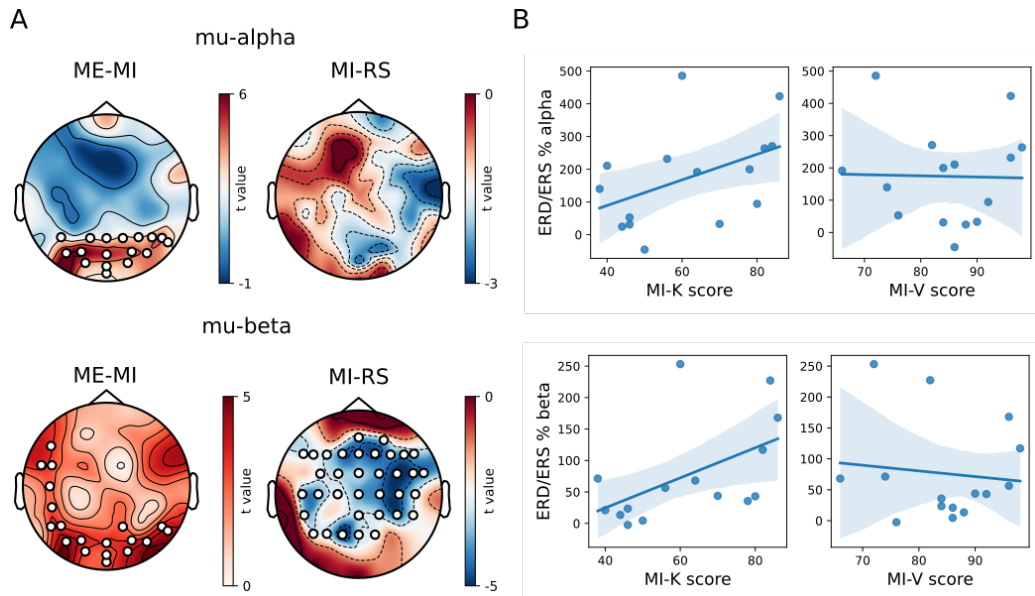 A
B
mu-alpha
ME-MI
MI-RS
6
-1
t value
0
-3
t value
mu-beta
ME-MI
MI-RS
5
0
t value
0
-5
t value
ERD/ERS % alpha
500
400
300
200
100
0
40 60 80
MI-K score
500
400
300
200
100
0
70 80 90
MI-V score
ERD/ERS % beta
250
200
150
100
50
0
40 60 80
MI-K score
250
200
150
100
50
0
70 80 90
MI-V score